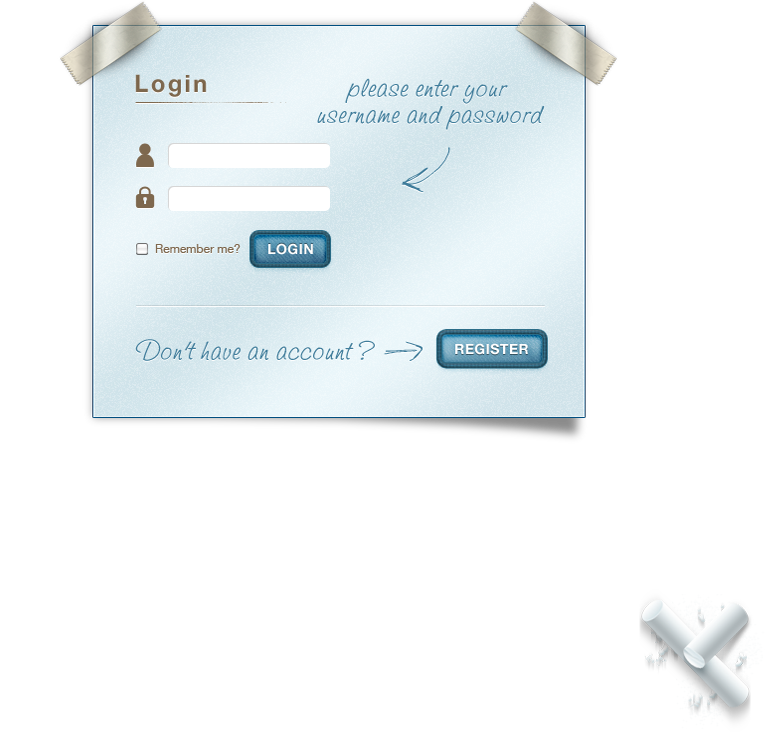 Login
please enter your
username and password
Remember me?
LOGIN
Don't have an account?
REGISTER